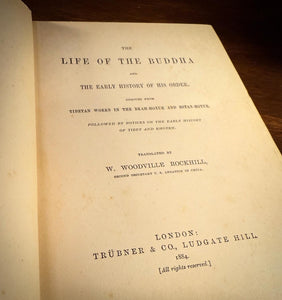 THE
LIFE OF THE BUDDHA
AND
THE EARLY HISTORY OF HIS ORDER,
DERIVED FROM
TIBETAN WORKS IN THE BKAH-HGYUR AND BSTAN-HGYUR,
FOLLOWED BY NOTICES ON THE EARLY HISTORY
OF TIBET AND KHOTEN.
TRANSLATED BY
W. WOODVILLE ROCKHILL,
SECOND SECRETARY U. S. LEGATION IN CHINA.
LONDON:
TRÜBNER & CO., LUDGATE HILL.
1884.
[All rights reserved.]